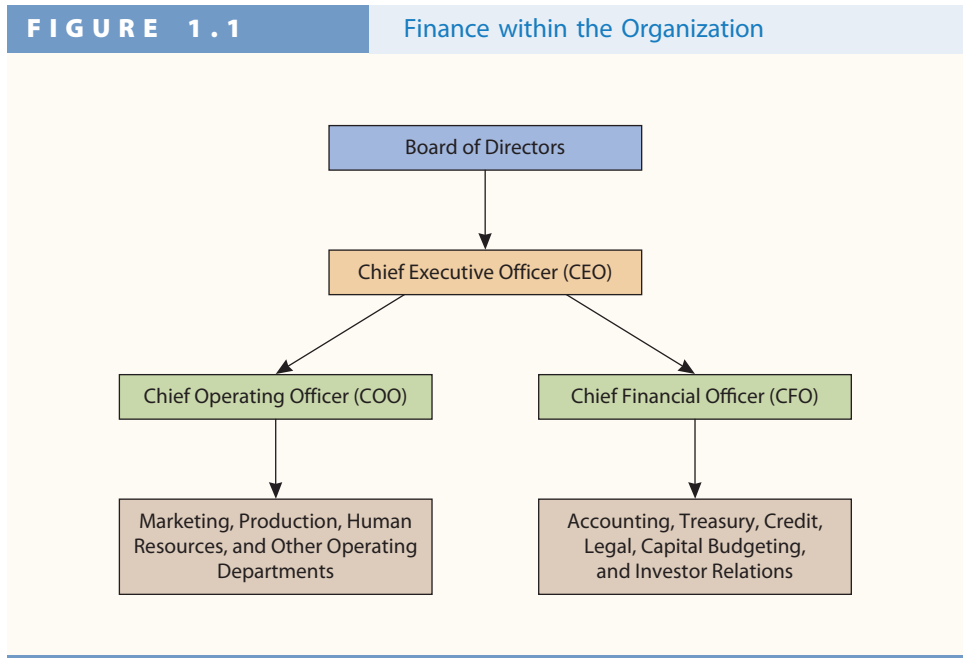 FIGURE 1.1
Finance within the Organization
Board of Directors
Chief Executive Officer (CEO)
Chief Operating Officer (COO)
Chief Financial Officer (CFO)
Marketing, Production, Human
Resources, and Other Operating
Departments
Accounting, Treasury, Credit,
Legal, Capital Budgeting,
and Investor Relations